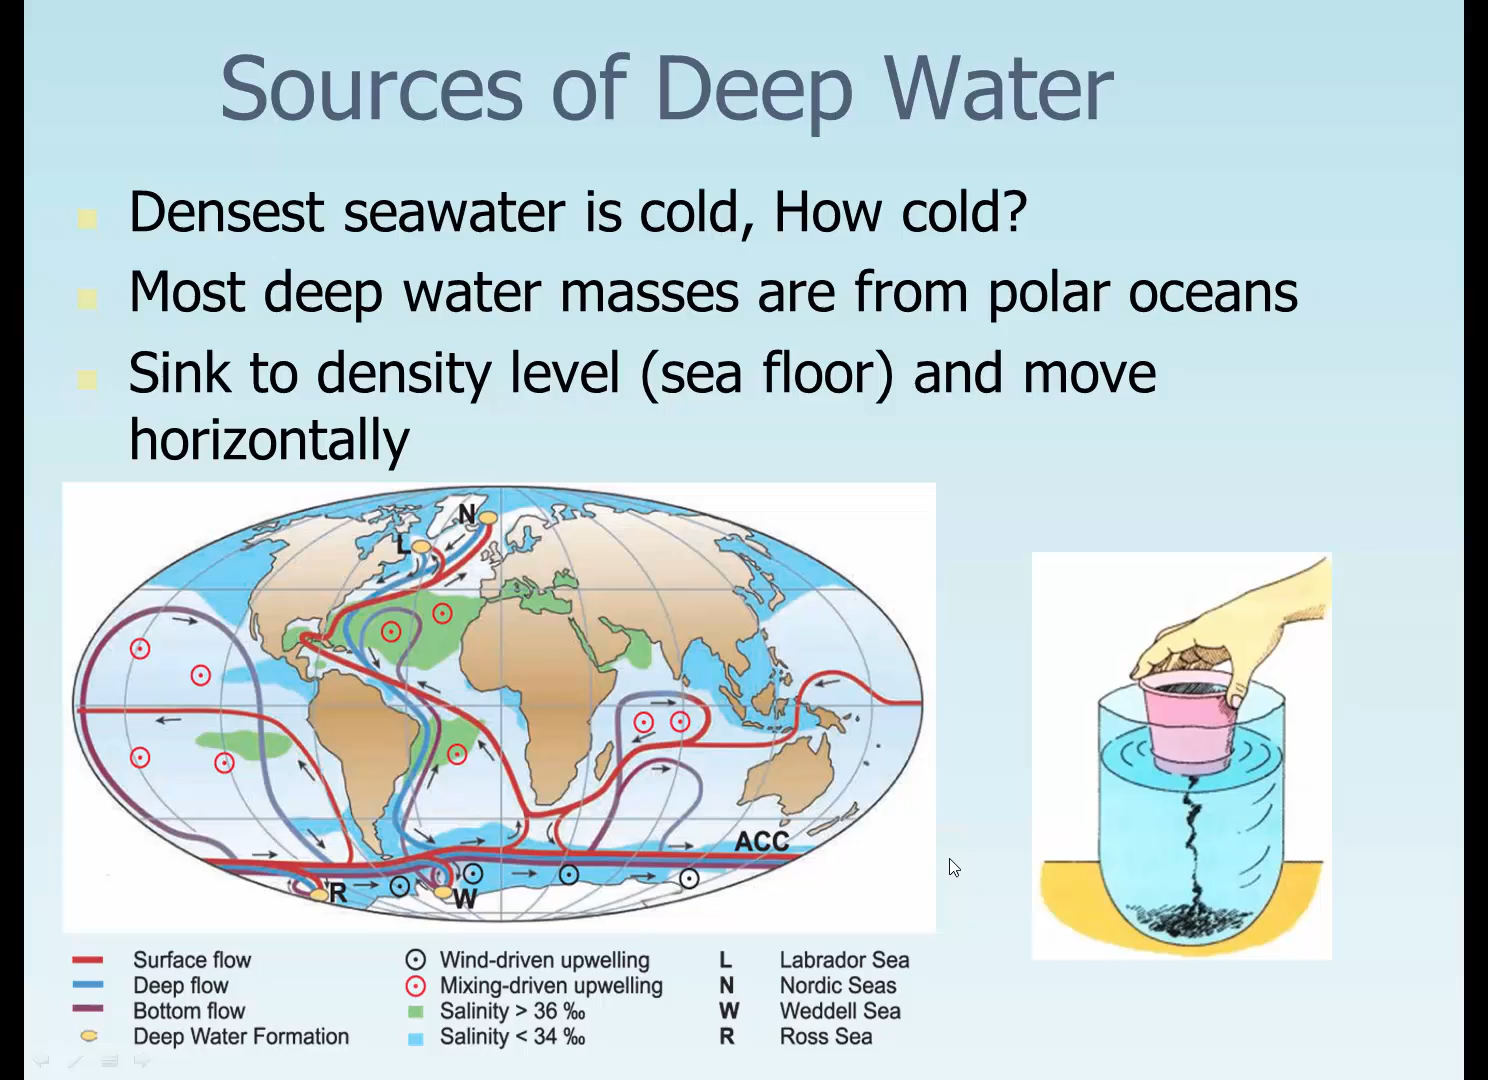 Sources of Deep Water
Densest seawater is cold, How cold?
Most deep water masses are from polar oceans
Sink to density level (sea floor) and move
horizontally
N
L
ACC
R
W
Surface flow
Deep flow
Bottom flow
Deep Water Formation
Wind-driven upwelling
Mixing-driven upwelling
Salinity > 36 ‰
Salinity < 34 ‰
L Labrador Sea
N Nordic Seas
W Weddell Sea
R Ross Sea